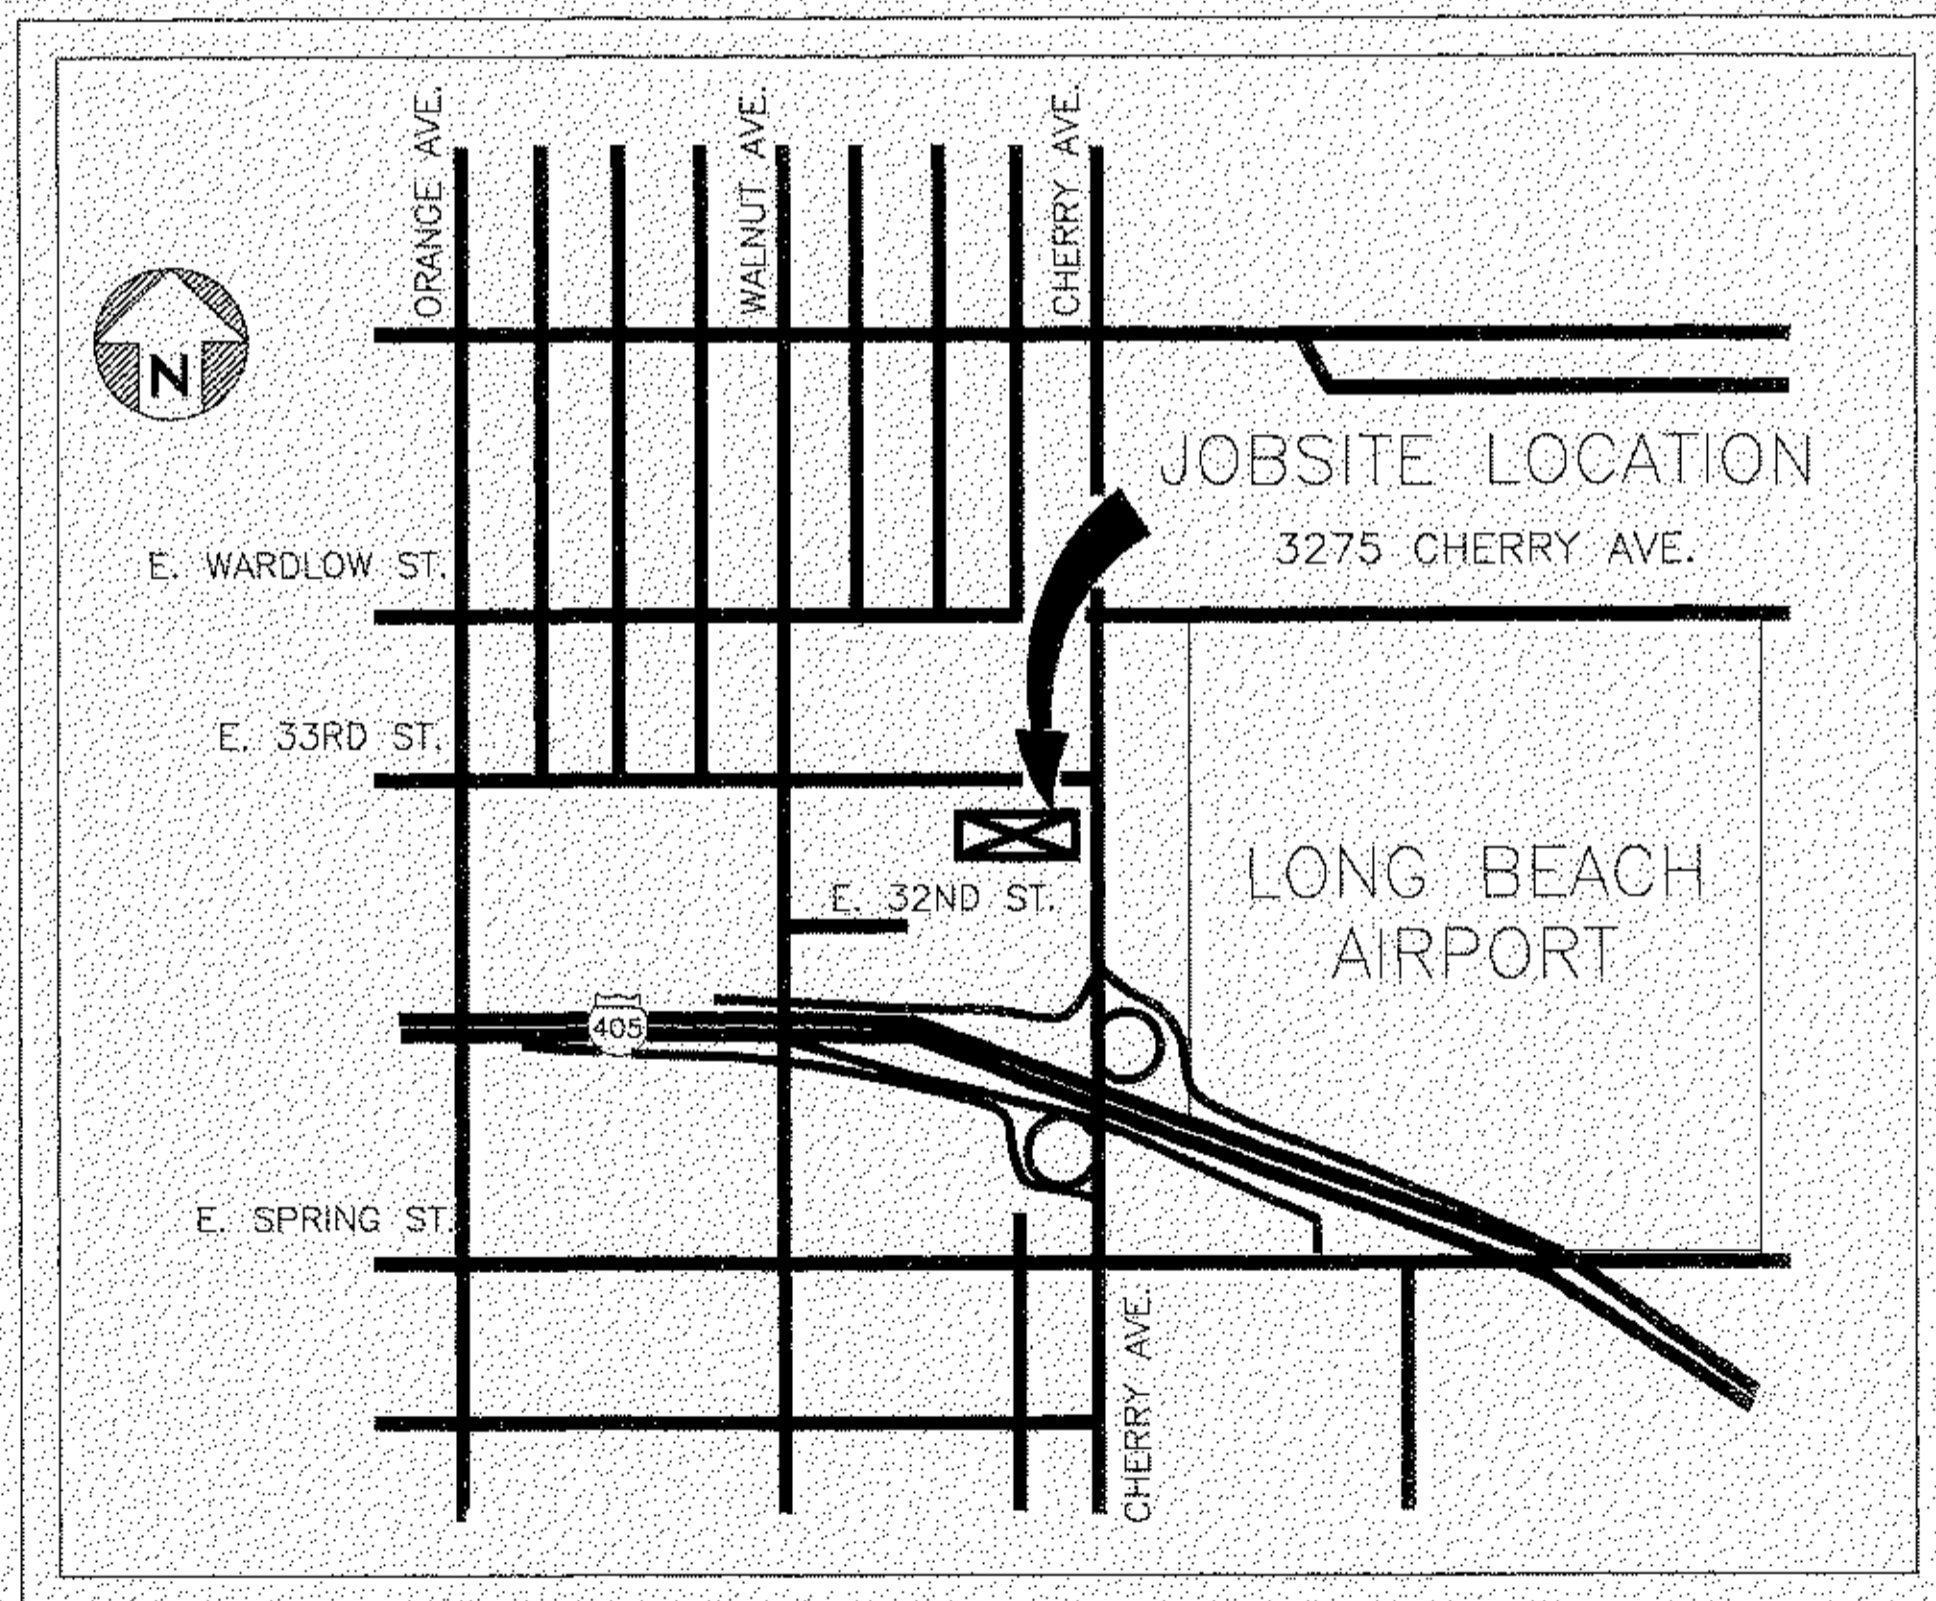 ORANGE AVE.
WALNUT AVE.
CHERRY AVE.
N
JOBSITE LOCATION
3275 CHERRY AVE.
E. WARDLOW ST.
E. 33RD ST.
LONG BEACH
AIRPORT
E. 32ND ST.
405
E. SPRING ST.
CHERRY AVE.